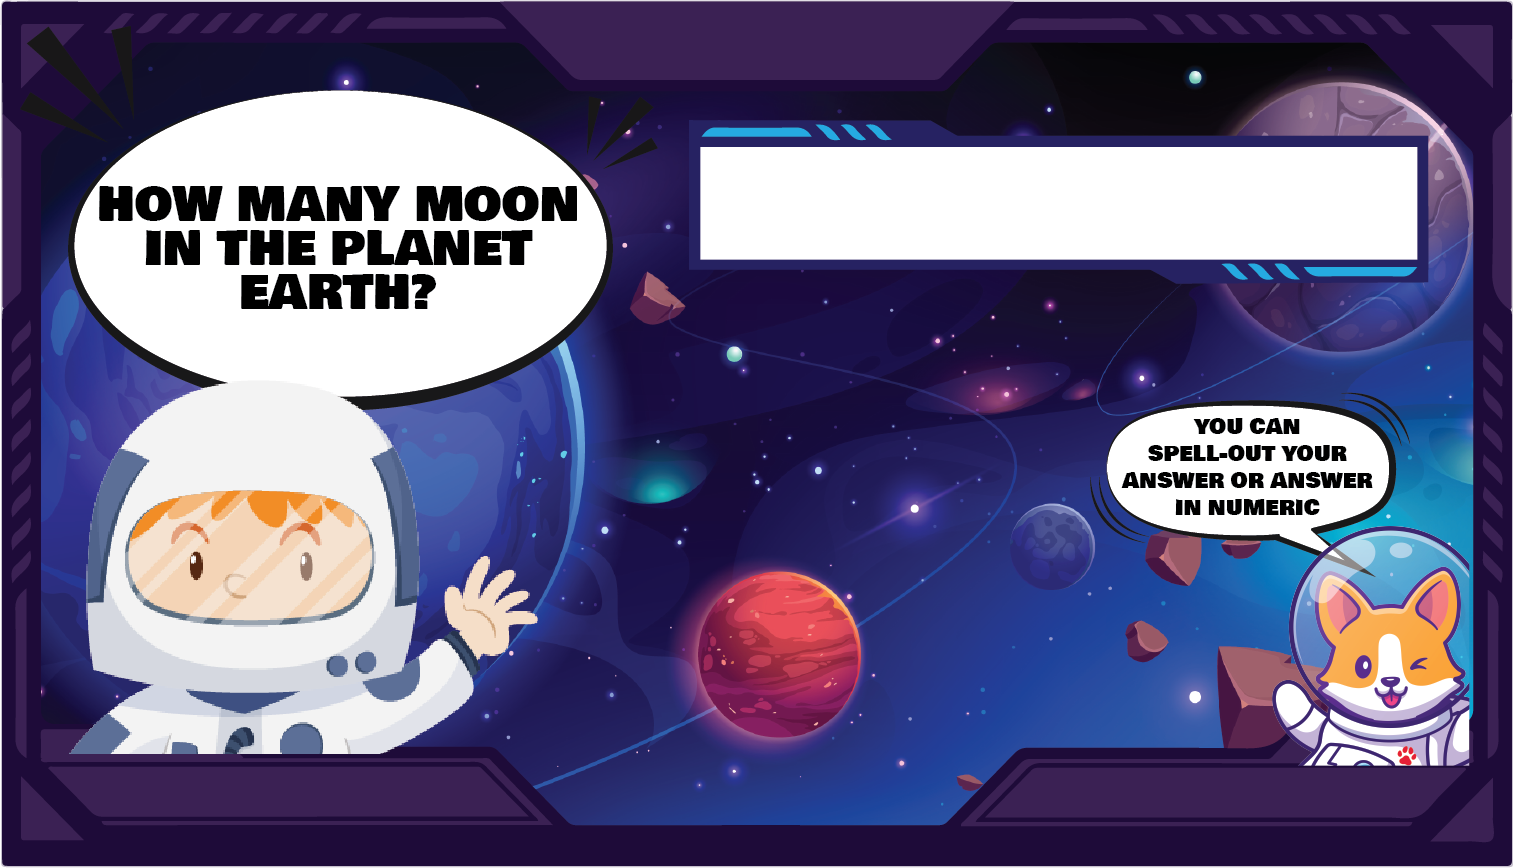 HOW MANY MOON
IN THE PLANET
EARTH?
YOU CAN
SPELL-OUT YOUR
ANSWER OR ANSWER
IN NUMERIC